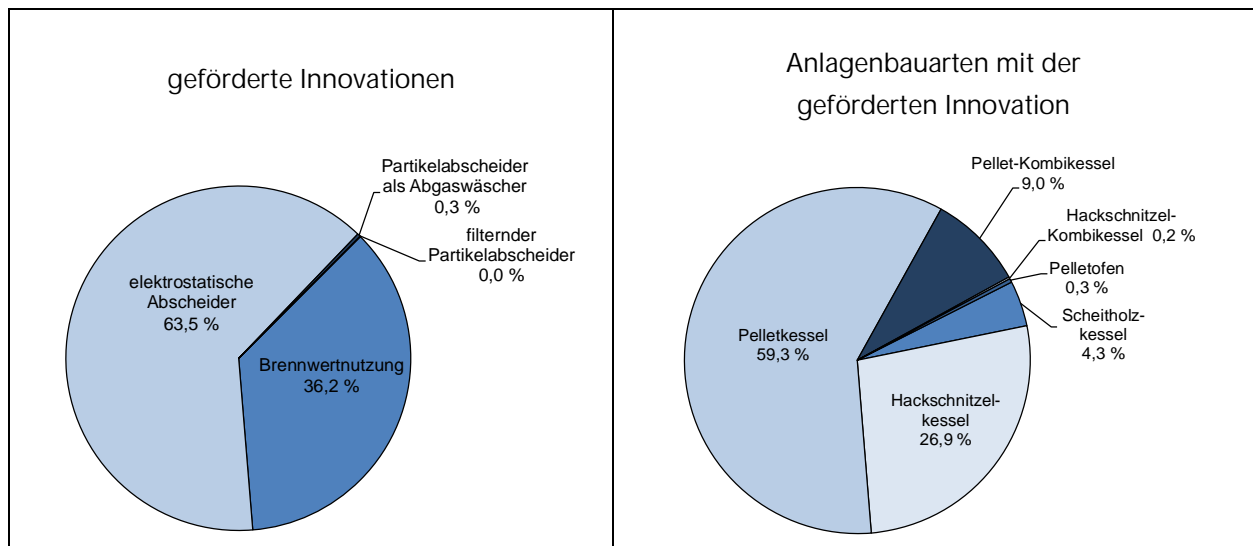 geförderte Innovationen
Partikelabscheider
als Abgaswäscher
0,3 %
filternder
Partikelabscheider
0,0 %
elektrostatische
Abscheider
63,5 %
Brennwertnutzung
36,2 %
Anlagenbauarten mit der
geförderten Innovation
Pellet-Kombikessel
9,0 %
Hackschnitzel-
Kombikessel 0,2 %
Pelletofen
0,3 %
Scheitholz-
kessel
4,3 %
Pelletkessel
59,3 %
Hackschnitzel-
kessel
26,9 %